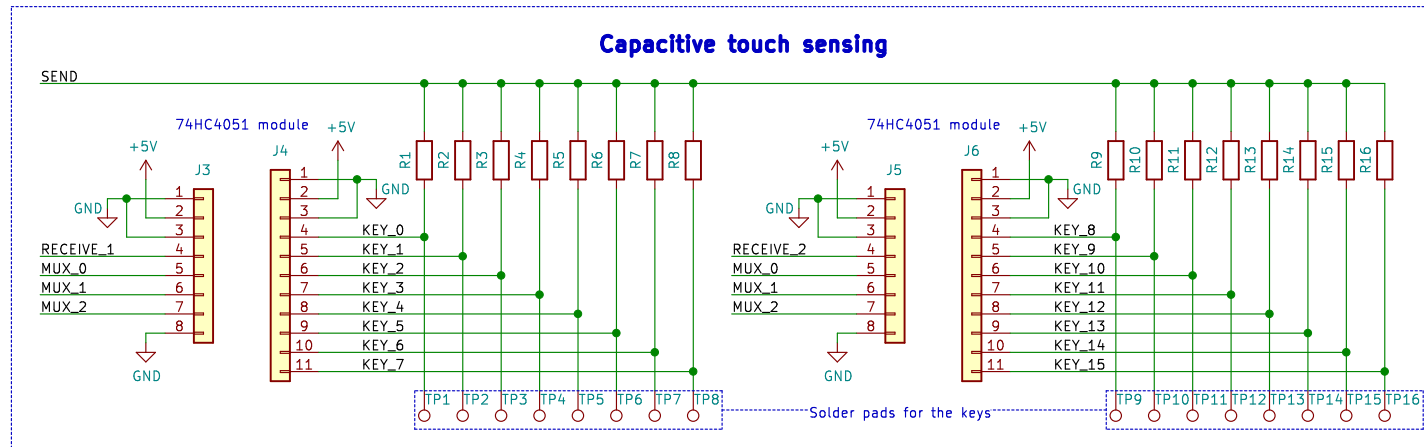 Capacitive touch sensing
SEND
74HC4051 module
74HC4051 module
+5V
J3
J4
+5V
R1
R2
R3
R4
R5
R6
R7
R8
+5V
J5
J6
+5V
R9
R10
R11
R12
R13
R14
R15
R16
GND
1
2
3
RECEIVE_1
4
MUX_0
5
MUX_1
6
MUX_2
7
8
GND
1
2
3
GND
4
KEY_0
5
KEY_1
6
KEY_2
7
KEY_3
8
KEY_4
9
KEY_5
10
KEY_6
11
KEY_7
GND
1
2
3
RECEIVE_2
4
MUX_0
5
MUX_1
6
MUX_2
7
8
GND
1
2
3
GND
4
KEY_8
5
KEY_9
6
KEY_10
7
KEY_11
8
KEY_12
9
KEY_13
10
KEY_14
11
KEY_15
TP1
TP2
TP3
TP4
TP5
TP6
TP7
TP8
Solder pads for the keys
TP9
TP10
TP11
TP12
TP13
TP14
TP15
TP16